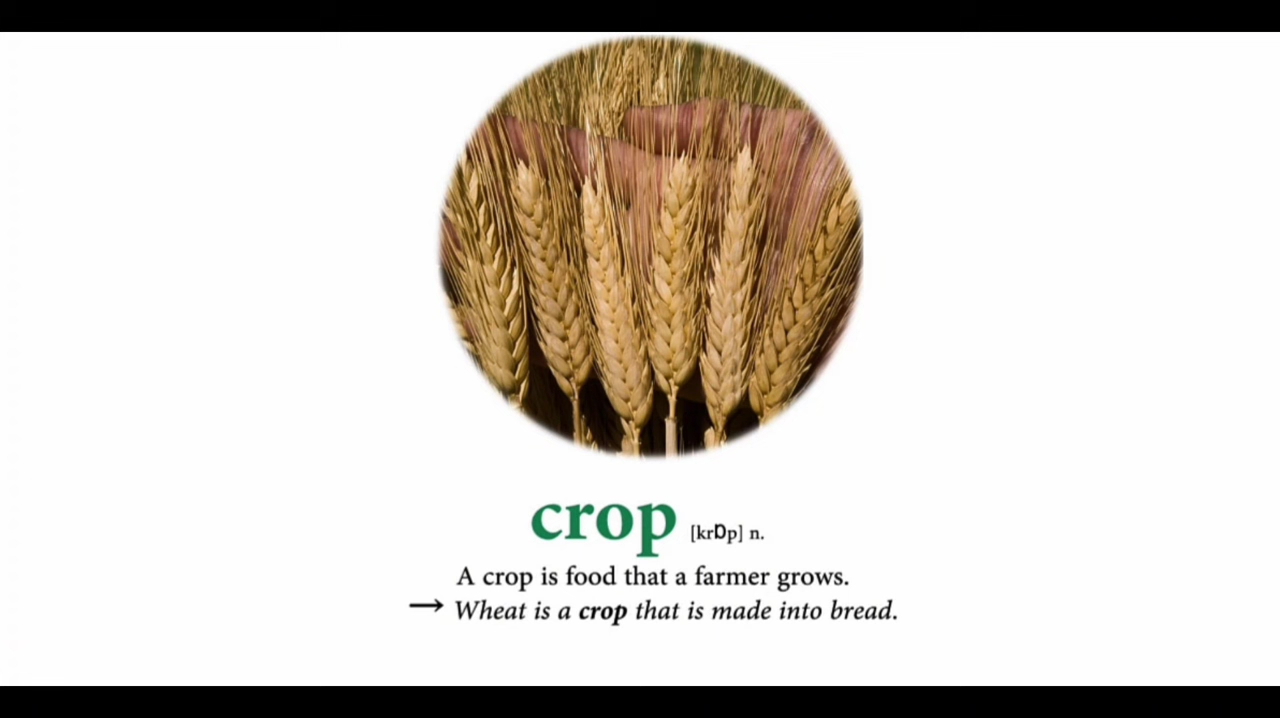 crop [krɒp] n.
A crop is food that a farmer grows.
→ Wheat is a crop that is made into bread.